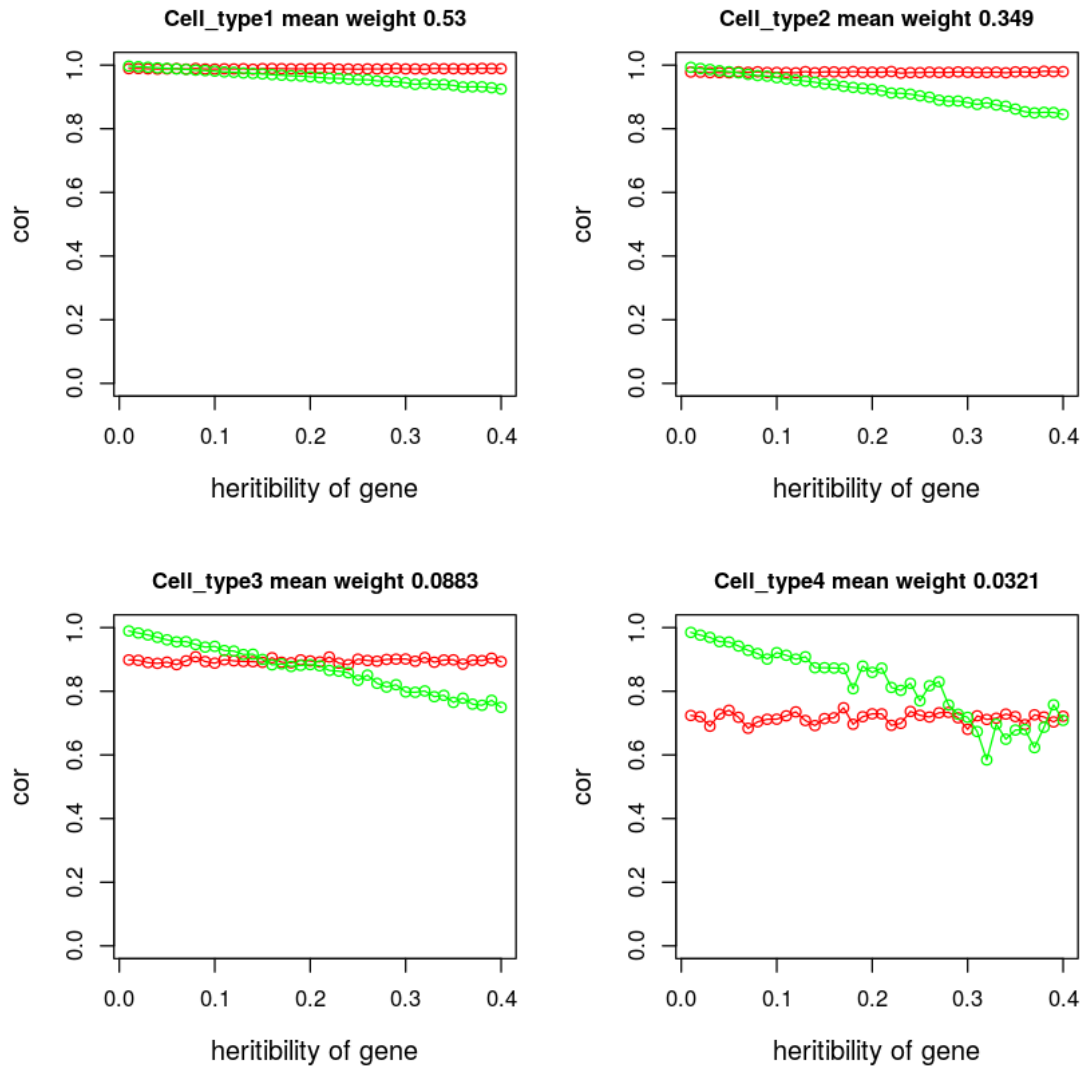 Cell_type1 mean weight 0.53
cor
0.0 0.2 0.4 0.6 0.8 1.0
0.0 0.1 0.2 0.3 0.4
heritibility of gene
Cell_type2 mean weight 0.349
cor
0.0 0.2 0.4 0.6 0.8 1.0
0.0 0.1 0.2 0.3 0.4
heritibility of gene
Cell_type3 mean weight 0.0883
cor
0.0 0.2 0.4 0.6 0.8 1.0
0.0 0.1 0.2 0.3 0.4
heritibility of gene
Cell_type4 mean weight 0.0321
cor
0.0 0.2 0.4 0.6 0.8 1.0
0.0 0.1 0.2 0.3 0.4
heritibility of gene